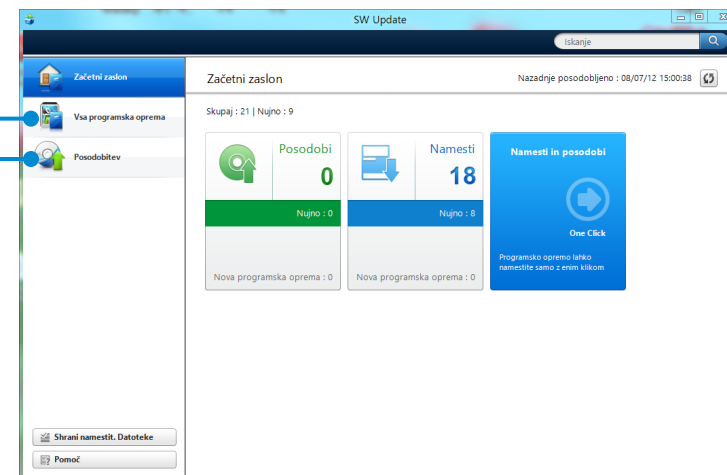 SW Update
Iskanje
Začetni zaslon
Vsa programska oprema
Posodobitev
Začetni zaslon
Nazadnje posodobljeno : 08/07/12 15:00:38
Skupaj : 21 | Nujno : 9
Posodobi
0
Nujno : 0
Nova programska oprema : 0
Namesti
18
Nujno : 8
Nova programska oprema : 0
Namesti in posodobi
One Click
Programsko opremo lahko
namestite samo z enim klikom
Shrani namestit. Datoteke
Pomoč